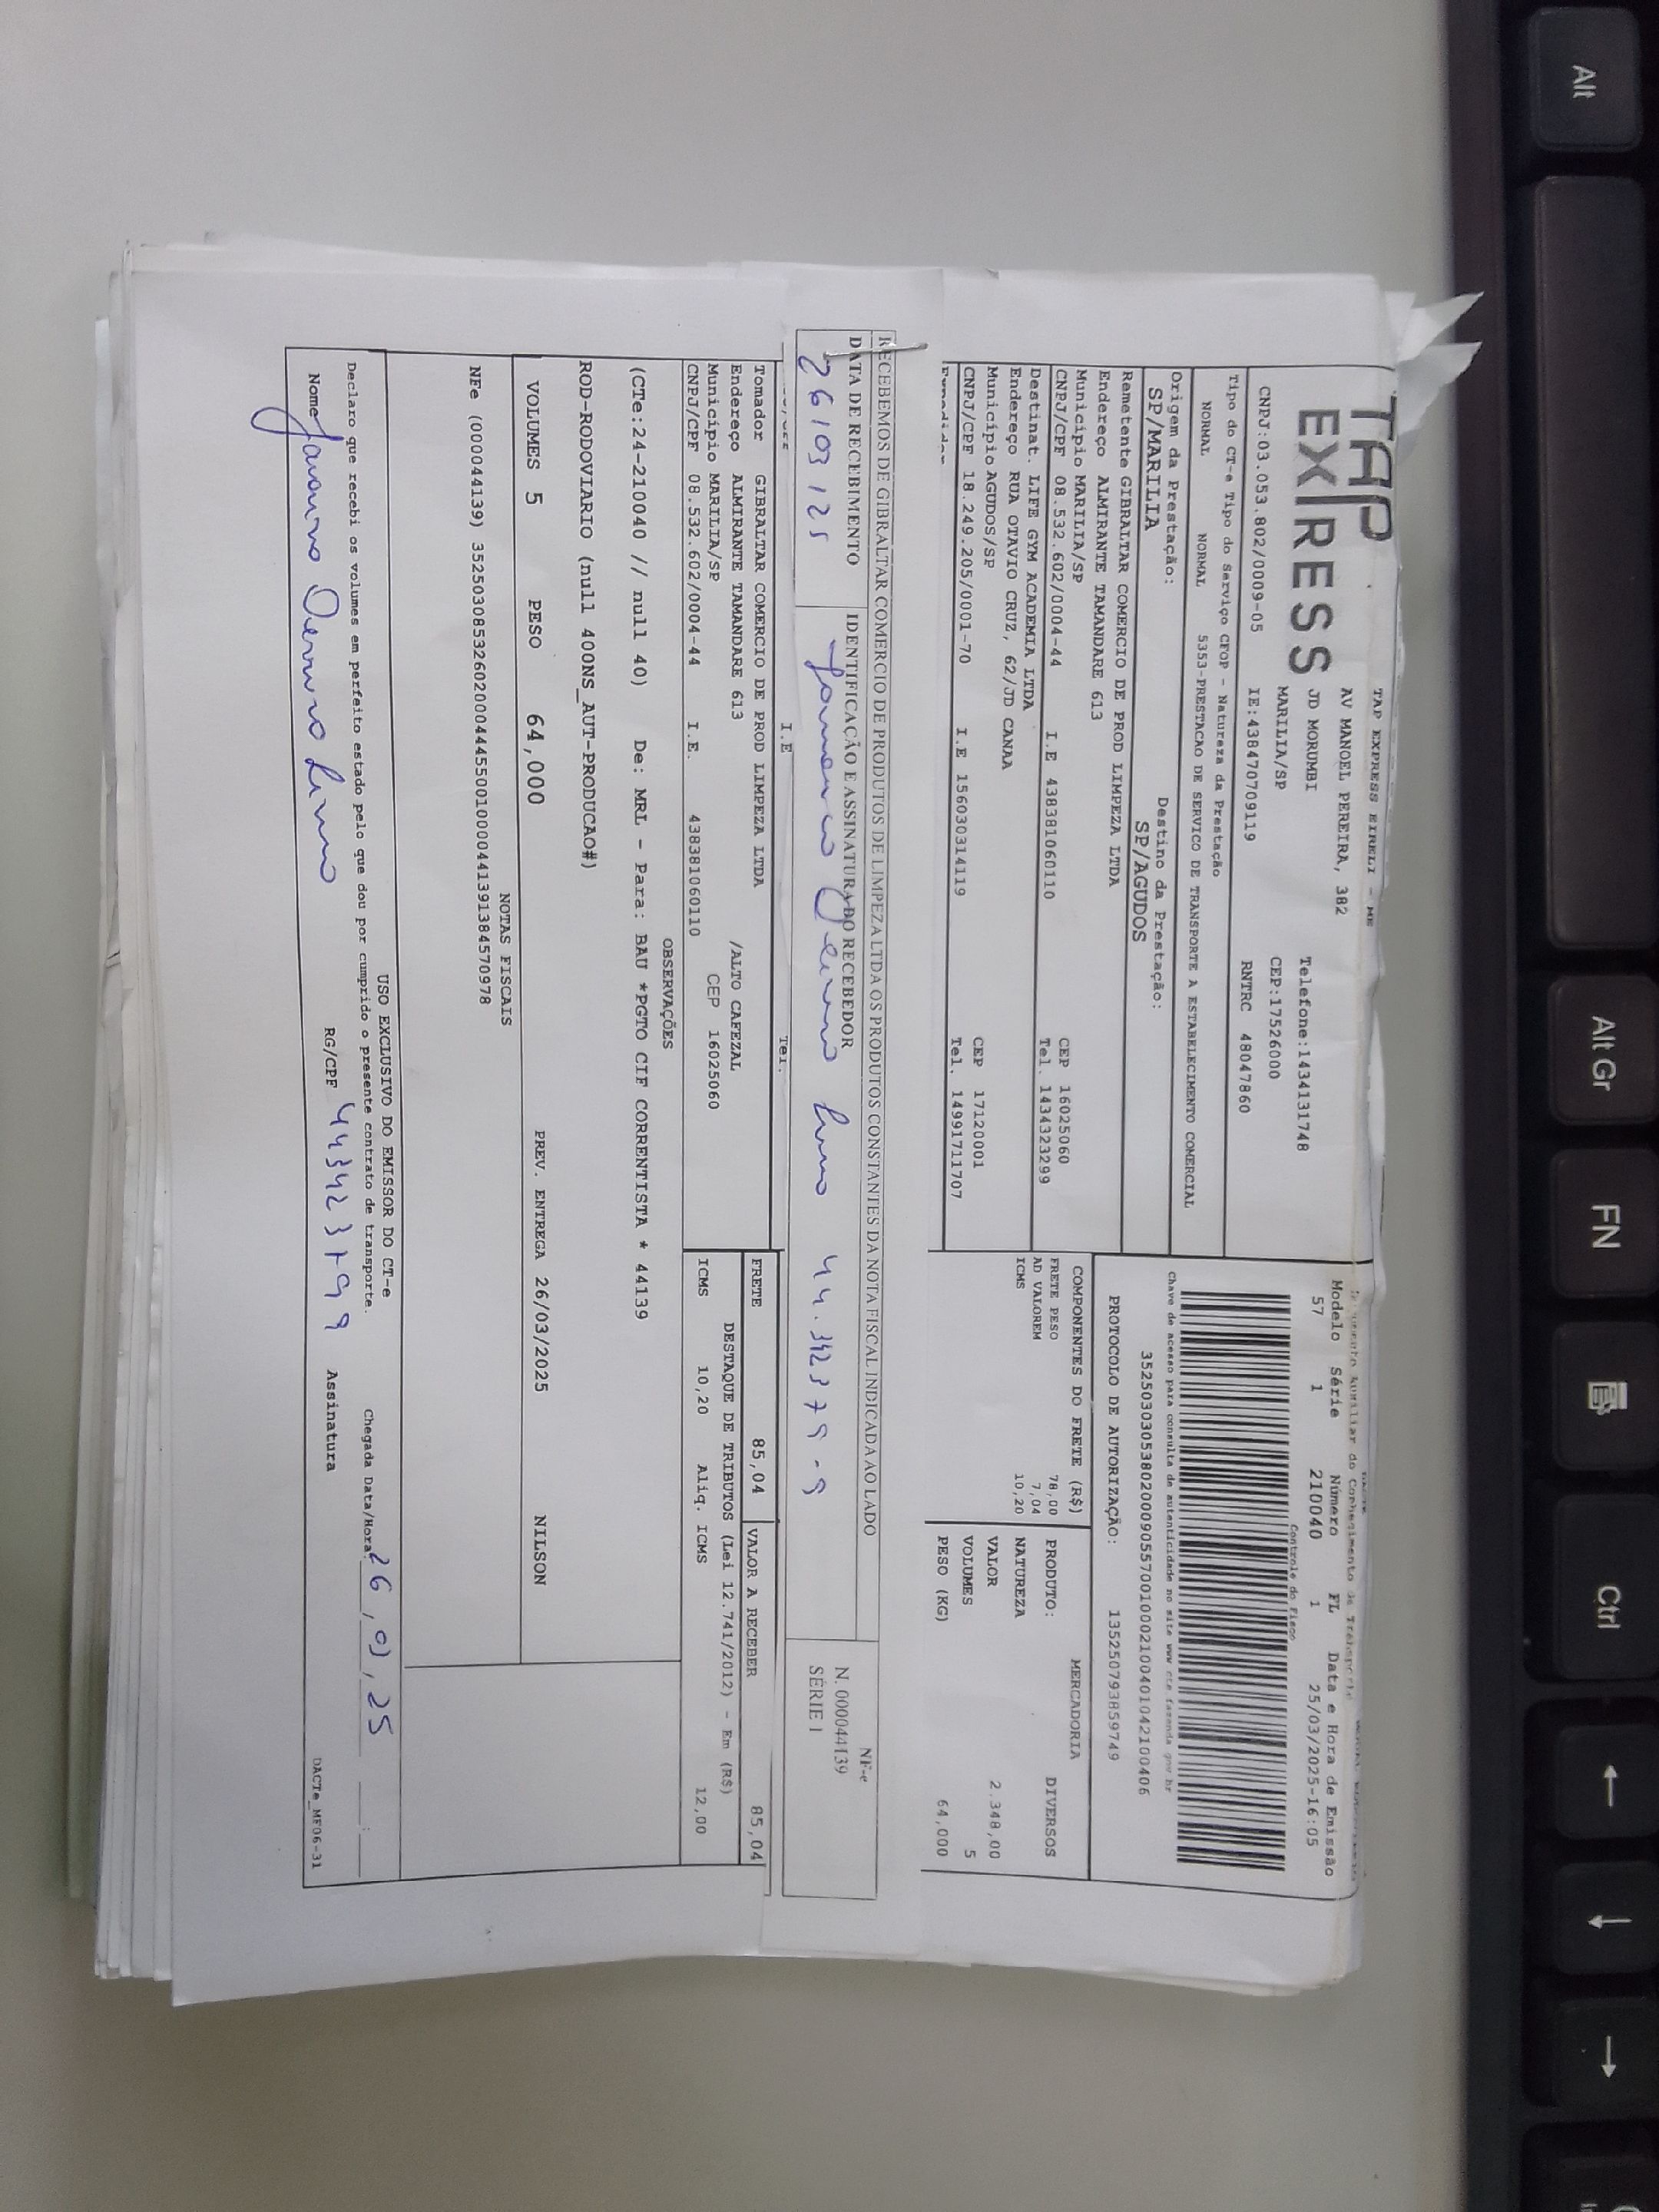 TAP
EXPRESS
TAP EXPRESS EIRELI - ME
AV MANOEL PEREIRA, 382
JD MORUMBI Telefone:1434131748
MARILIA/SP CEP:17526000
CNPJ:03.053.802/0009-05 IE:438470709119 RNTRC 48047860
Tipo do CT-e Tipo do Serviço CFOP - Natureza da Prestação
NORMAL NORMAL 5353-PRESTACAO DE SERVICO DE TRANSPORTE A ESTABELECIMENTO COMERCIAL
Origem da Prestação: Destino da Prestação:
SP/MARILIA SP/AGUDOS
Remetente GIBRALTAR COMERCIO DE PROD LIMPEZA LTDA
Endereço ALMIRANTE TAMANDARE 613
Município MARILIA/SP CEP 16025060
CNPJ/CPF 08.532.602/0004-44 I.E 438381060110 Tel. 1434323299
Destinat. LIFE GYM ACADEMIA LTDA
Endereço RUA OTAVIO CRUZ, 62/JD CANAA
Município AGUDOS/SP CEP 17120001
CNPJ/CPF 18.249.205/0001-70 I.E 156030314119 Tel. 14991711707
Documento Auxiliar do Conhecimento de Transporte
Modelo Série Número FL Data e Hora de Emissão
57 1 210040 1 25/03/2025-16:05
Controle do Fisco
Chave de acesso para consulta de autenticidade no site www.cte.fazenda.gov.br
35250303053802000905570010002100401042100406
PROTOCOLO DE AUTORIZAÇÃO: 135250793859749
COMPONENTES DO FRETE (R$)
FRETE PESO 78,00
AD VALOREM 7,04
ICMS 10,20
MERCADORIA
PRODUTO: DIVERSOS
NATUREZA
VALOR 2.348,00
VOLUMES 5
PESO (KG) 64,000
RECEBEMOS DE GIBRALTAR COMERCIO DE PRODUTOS DE LIMPEZA LTDA OS PRODUTOS CONSTANTES DA NOTA FISCAL INDICADA AO LADO
DATA DE RECEBIMENTO IDENTIFICAÇÃO E ASSINATURA DO RECEBEDOR
26/03/25 44.342379-9
NF-e
N. 000044139
SÉRIE 1
I.E Tel.
Tomador GIBRALTAR COMERCIO DE PROD LIMPEZA LTDA
Endereço ALMIRANTE TAMANDARE 613 /ALTO CAFEZAL
Município MARILIA/SP CEP 16025060
CNPJ/CPF 08.532.602/0004-44 I.E. 438381060110
FRETE 85,04 VALOR A RECEBER 85,04
DESTAQUE DE TRIBUTOS (Lei 12.741/2012) - Em (R$)
ICMS 10,20 Aliq. ICMS 12,00
OBSERVAÇÕES
(CTe:24-210040 // null 40) De: MRL - Para: BAU *PGTO CIF CORRENTISTA * 44139
ROD-RODOVIARIO (null 400NS_AUT-PRODUCAO#)
VOLUMES 5 PESO 64,000 PREV. ENTREGA 26/03/2025 NILSON
NOTAS FISCAIS
NFe (000044139) 35250308532602000444550010000441391384570978
USO EXCLUSIVO DO EMISSOR DO CT-e
Declaro que recebi os volumes em perfeito estado pelo que dou por cumprido o presente contrato de transporte. Chegada Data/Hora 26/03/25
Nome RG/CPF 443423799 Assinatura
DACTe_MF06-31
Alt
Alt Gr
FN
Ctrl
←
↓
→